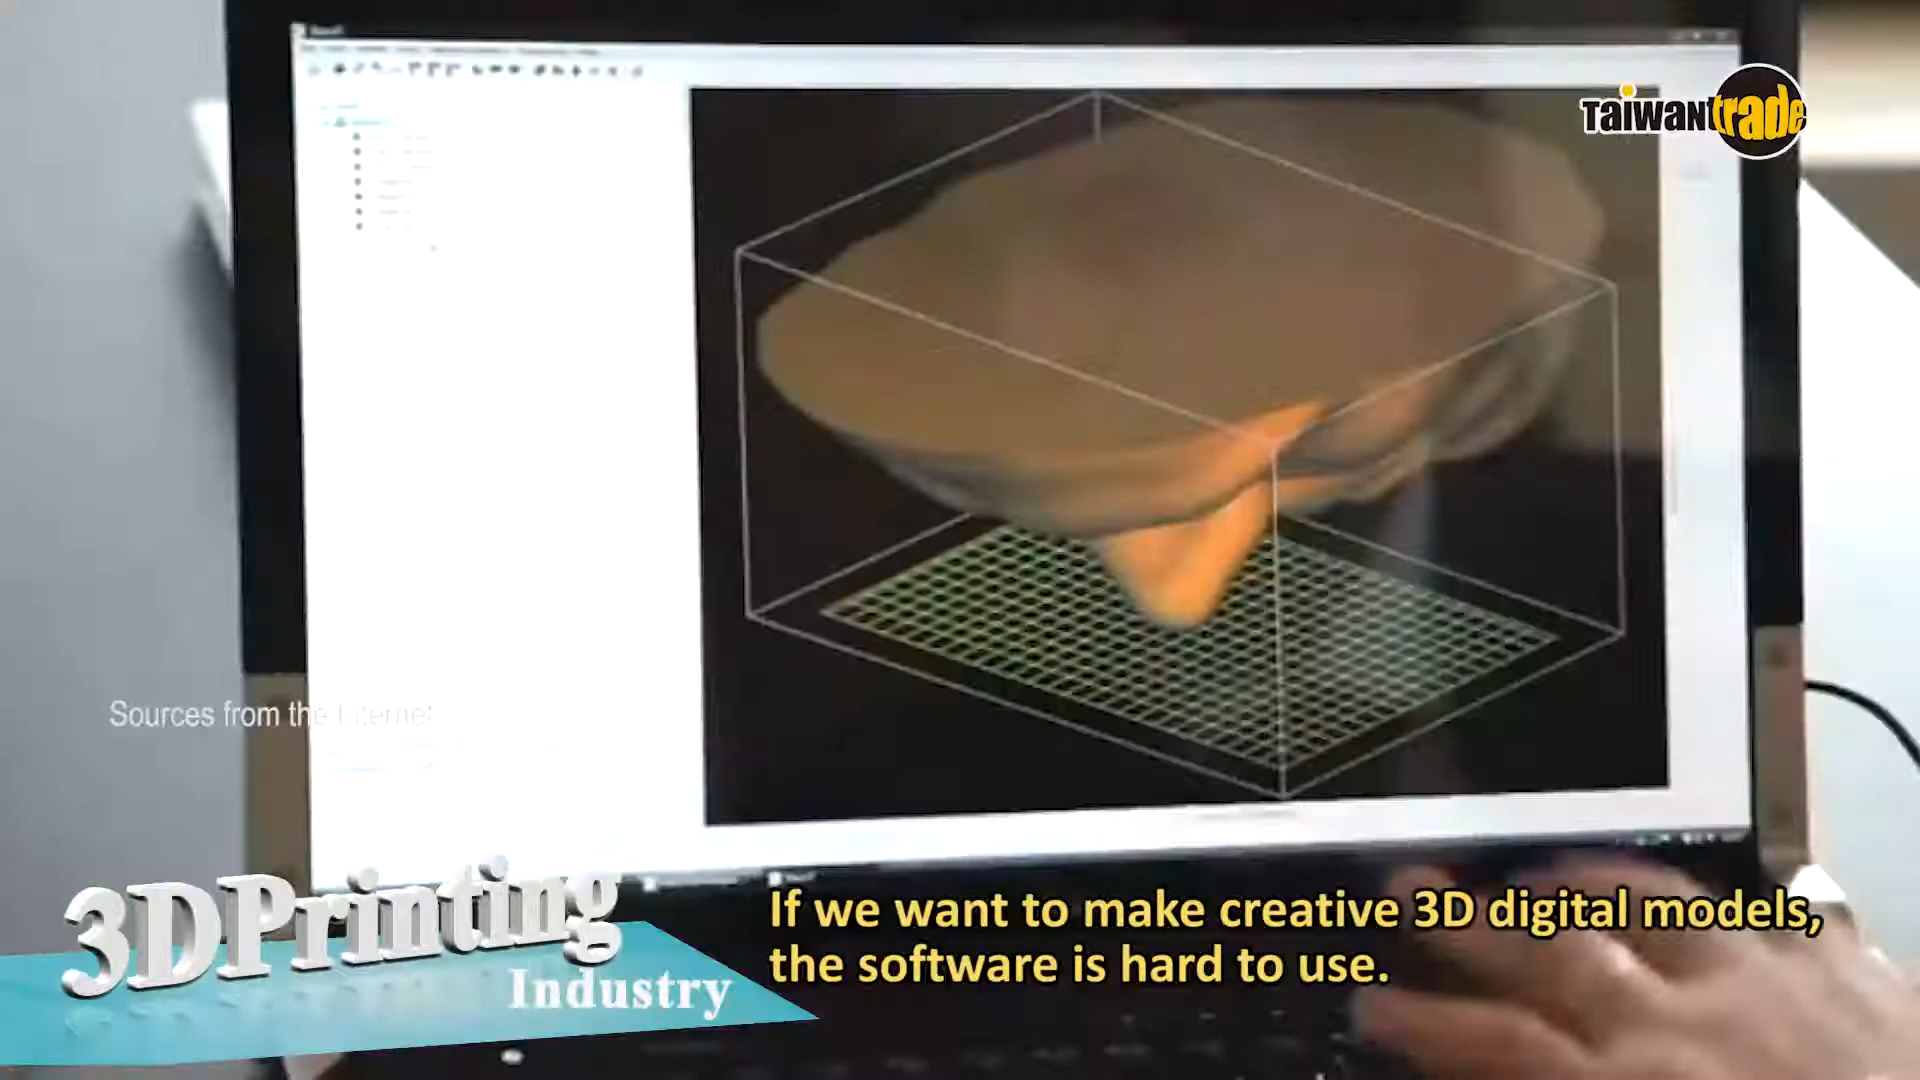 Taiwantrade
Sources from the Internet
3DPrinting
Industry
If we want to make creative 3D digital models,
the software is hard to use.